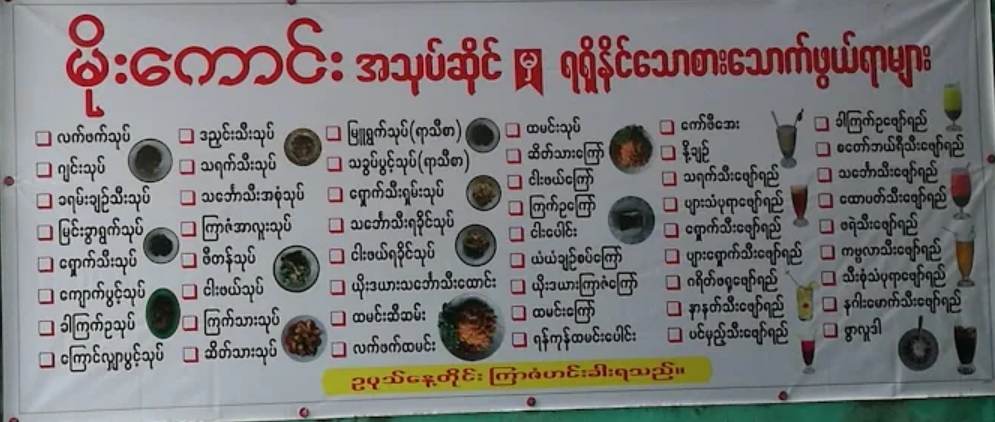 မိုးကောင်း အသုပ်ဆိုင် မှ ရရှိနိုင်သောစားသောက်ဖွယ်ရာများ
လက်ဖက်သုပ်
ဂျင်းသုပ်
ခရမ်းချဉ်သီးသုပ်
မြင်းခွာရွက်သုပ်
ရှောက်သီးသုပ်
ကျောက်ပွင့်သုပ်
ခါကြက်ဥသုပ်
ကြောင်လျှာပွင့်သုပ်
ဒညင်းသီးသုပ်
သရက်သီးသုပ်
သင်္ဘောသီးအစုံသုပ်
ကြာဇံအာလူးသုပ်
ဗီတန်သုပ်
ငါးဖယ်သုပ်
ကြက်သားသုပ်
ဆိတ်သားသုပ်
မြူရွက်သုပ်(ရာသီစာ)
သခွပ်ပွင့်သုပ်(ရာသီစာ)
ရှောက်သီးရှမ်းသုပ်
သင်္ဘောသီးရခိုင်သုပ်
ငါးဖယ်ရခိုင်သုပ်
ယိုးဒယားသင်္ဘောသီးထောင်း
ထမင်းဆီဆမ်း
လက်ဖက်ထမင်း
ထမင်းသုပ်
ဆိတ်သားကြော်
ငါးဖယ်ကြော်
ကြက်ဥကြော်
ငါးပေါင်း
ယံယံချဉ်စပ်ကြော်
ယိုးဒယားကြာဇံကြော်
ထမင်းကြော်
ရန်ကုန်ထမင်းပေါင်း
ကော်ဖီအေး
နို့ချဉ်
သရက်သီးဖျော်ရည်
ပျားသံပုရာဖျော်ရည်
ရှောက်သီးဖျော်ရည်
ပျားရှောက်သီးဖျော်ရည်
ဂရိတ်ဖရုဖျော်ရည်
နာနတ်သီးဖျော်ရည်
ပင်မှည့်သီးဖျော်ရည်
ခါကြက်ဥဖျော်ရည်
စတော်ဘယ်ရီသီးဖျော်ရည်
သင်္ဘောသီးဖျော်ရည်
ထောပတ်သီးဖျော်ရည်
ဖရဲသီးဖျော်ရည်
ကမ္ဗလာသီးဖျော်ရည်
သီးစုံသံပုရာဖျော်ရည်
နဂါးမောက်သီးဖျော်ရည်
ဖွာလူဒါ
ဥပုသ်နေ့တိုင်း ကြာဇံဟင်းခါးရသည်။